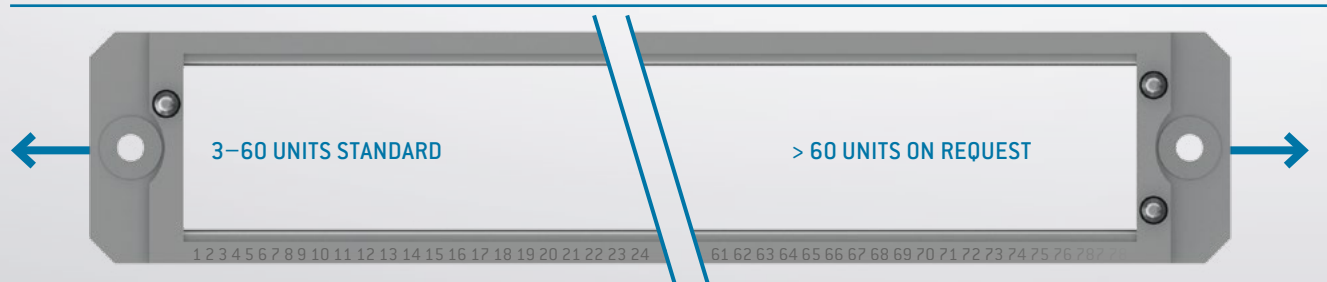 3–60 UNITS STANDARD
> 60 UNITS ON REQUEST
1 2 3 4 5 6 7 8 9 10 11 12 13 14 15 16 17 18 19 20 21 22 23 24
61 62 63 64 65 66 67 68 69 70 71 72 73 74 75 76